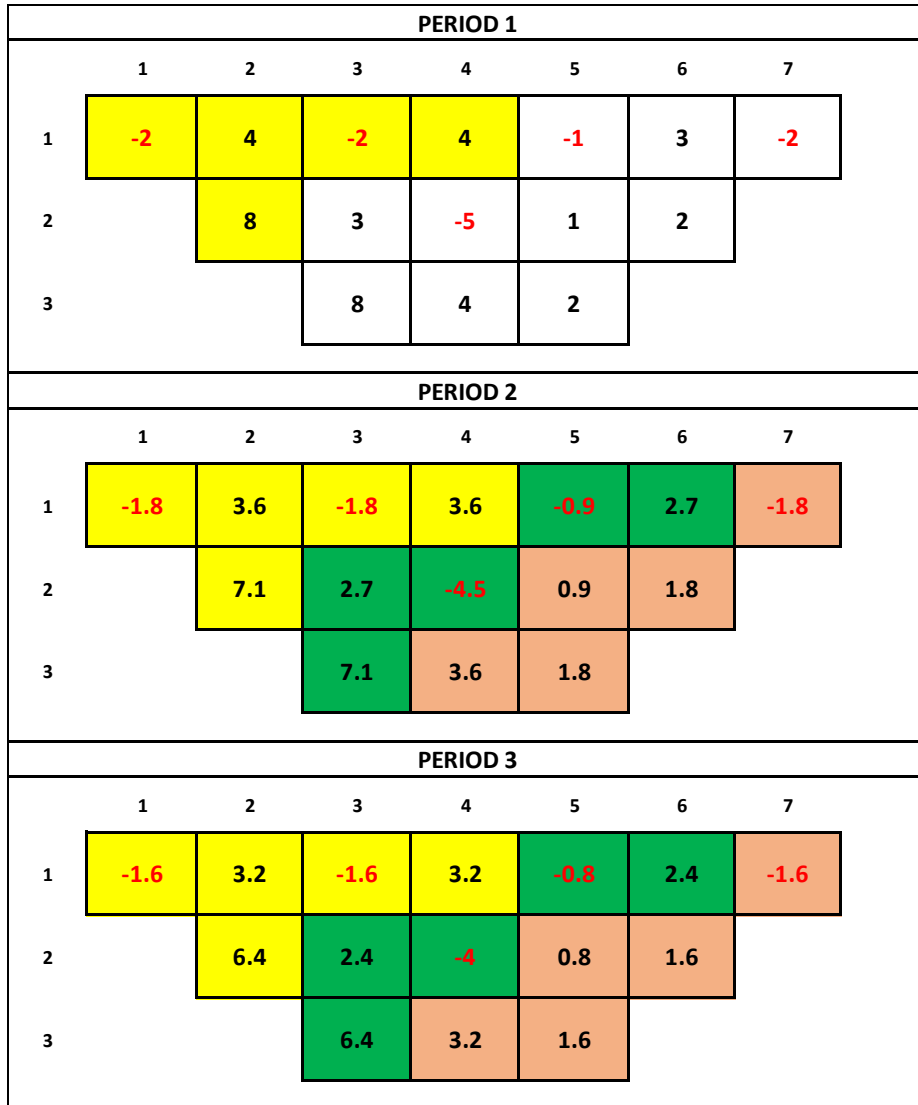 PERIOD 1
1 2 3 4 5 6 7
1 -2 4 -2 4 -1 3 -2
2 8 3 -5 1 2
3 8 4 2
PERIOD 2
1 2 3 4 5 6 7
1 -1.8 3.6 -1.8 3.6 -0.9 2.7 -1.8
2 7.1 2.7 -4.5 0.9 1.8
3 7.1 3.6 1.8
PERIOD 3
1 2 3 4 5 6 7
1 -1.6 3.2 -1.6 3.2 -0.8 2.4 -1.6
2 6.4 2.4 -4 0.8 1.6
3 6.4 3.2 1.6